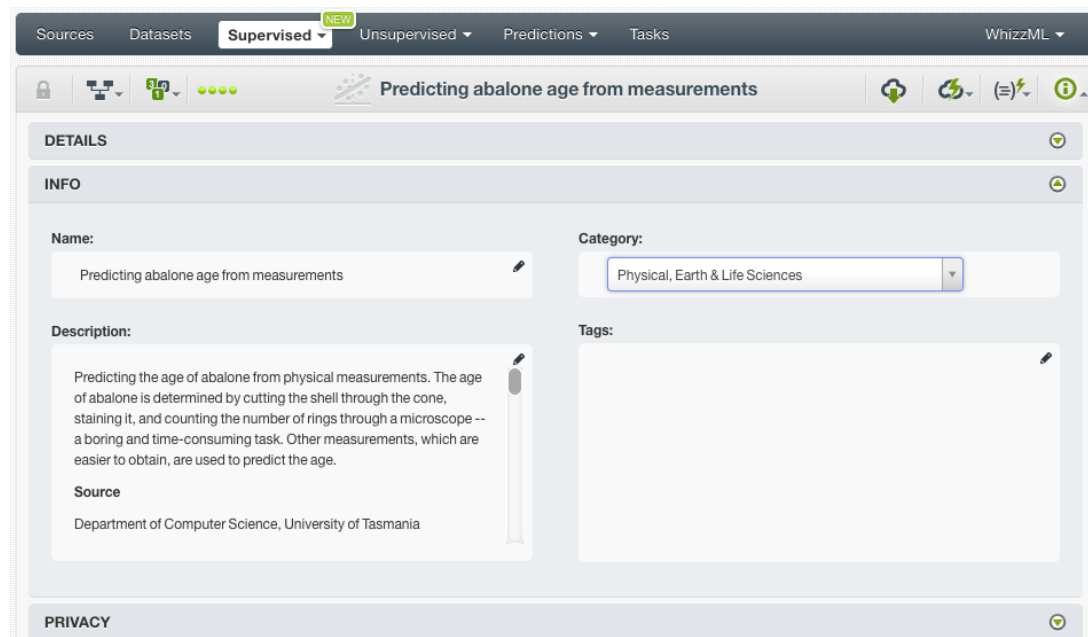 Sources Datasets Supervised NEW Unsupervised Predictions Tasks WhizzML
Predicting abalone age from measurements
DETAILS
INFO
Name:
Predicting abalone age from measurements
Category:
Physical, Earth & Life Sciences
Description:
Predicting the age of abalone from physical measurements. The age
of abalone is determined by cutting the shell through the cone,
staining it, and counting the number of rings through a microscope --
a boring and time-consuming task. Other measurements, which are
easier to obtain, are used to predict the age.
Source
Department of Computer Science, University of Tasmania
Tags:
PRIVACY